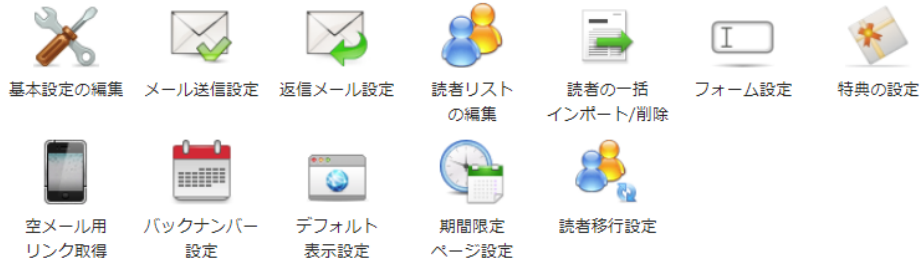 基本設定の編集
メール送信設定
返信メール設定
読者リスト
の編集
読者の一括
インポート/削除
フォーム設定
特典の設定
空メール用
リンク取得
バックナンバー
設定
デフォルト
表示設定
期間限定
ページ設定
読者移行設定